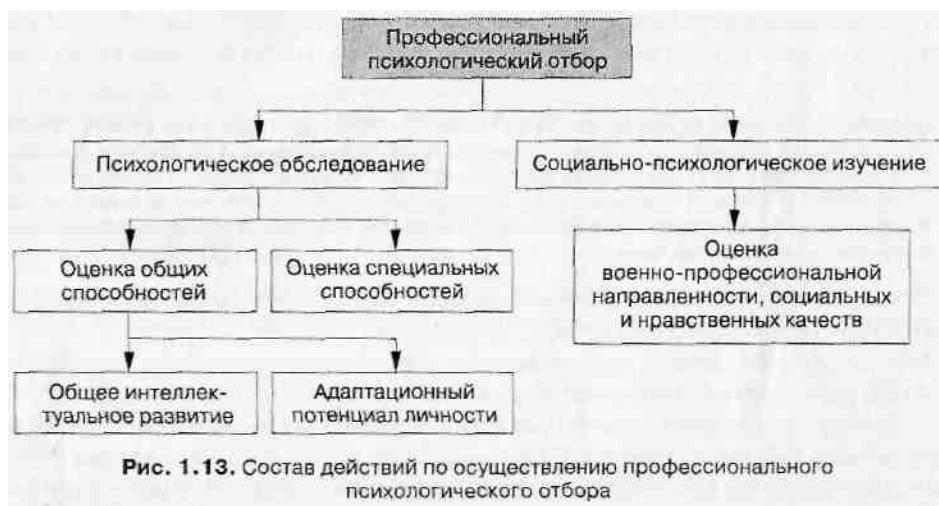 Профессиональный
психологический отбор
Психологическое обследование
Социально-психологическое изучение
Оценка общих
способностей
Оценка специальных
способностей
Оценка
военно-профессиональной
направленности, социальных
и нравственных качеств
Общее интеллек-
туальное развитие
Адаптационный
потенциал личности
Рис. 1.13. Состав действий по осуществлению профессионального
психологического отбора